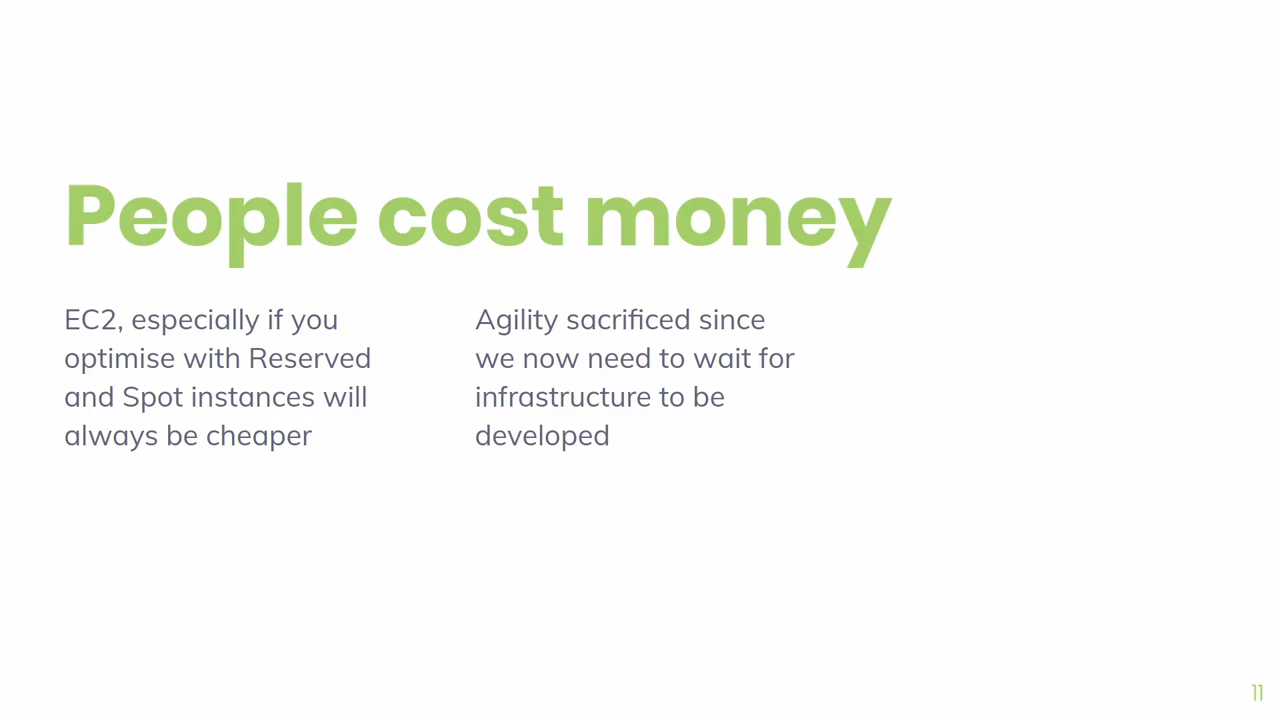 People cost money
EC2, especially if you
optimise with Reserved
and Spot instances will
always be cheaper
Agility sacrificed since
we now need to wait for
infrastructure to be
developed
11